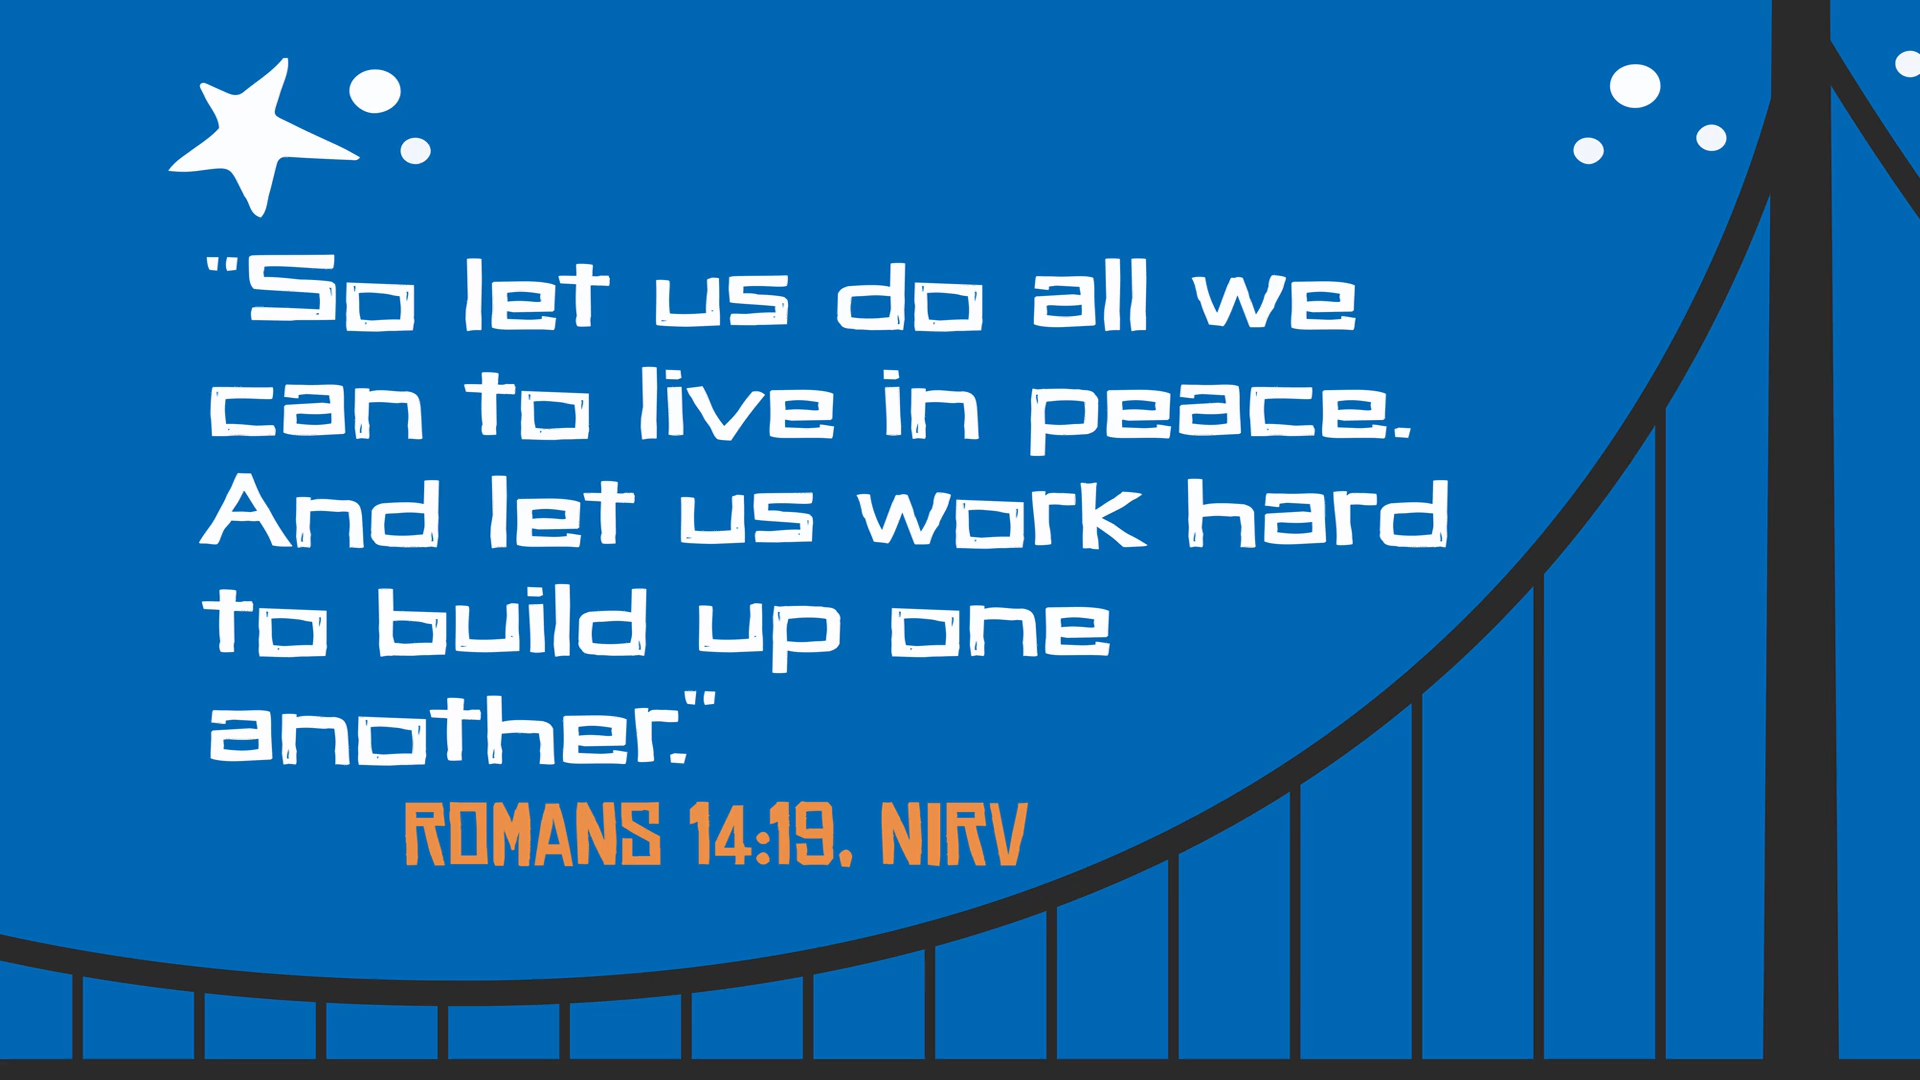 "So let us do all we
can to live in peace.
And let us work hard
to build up one
another."
ROMANS 14:19, NIRV